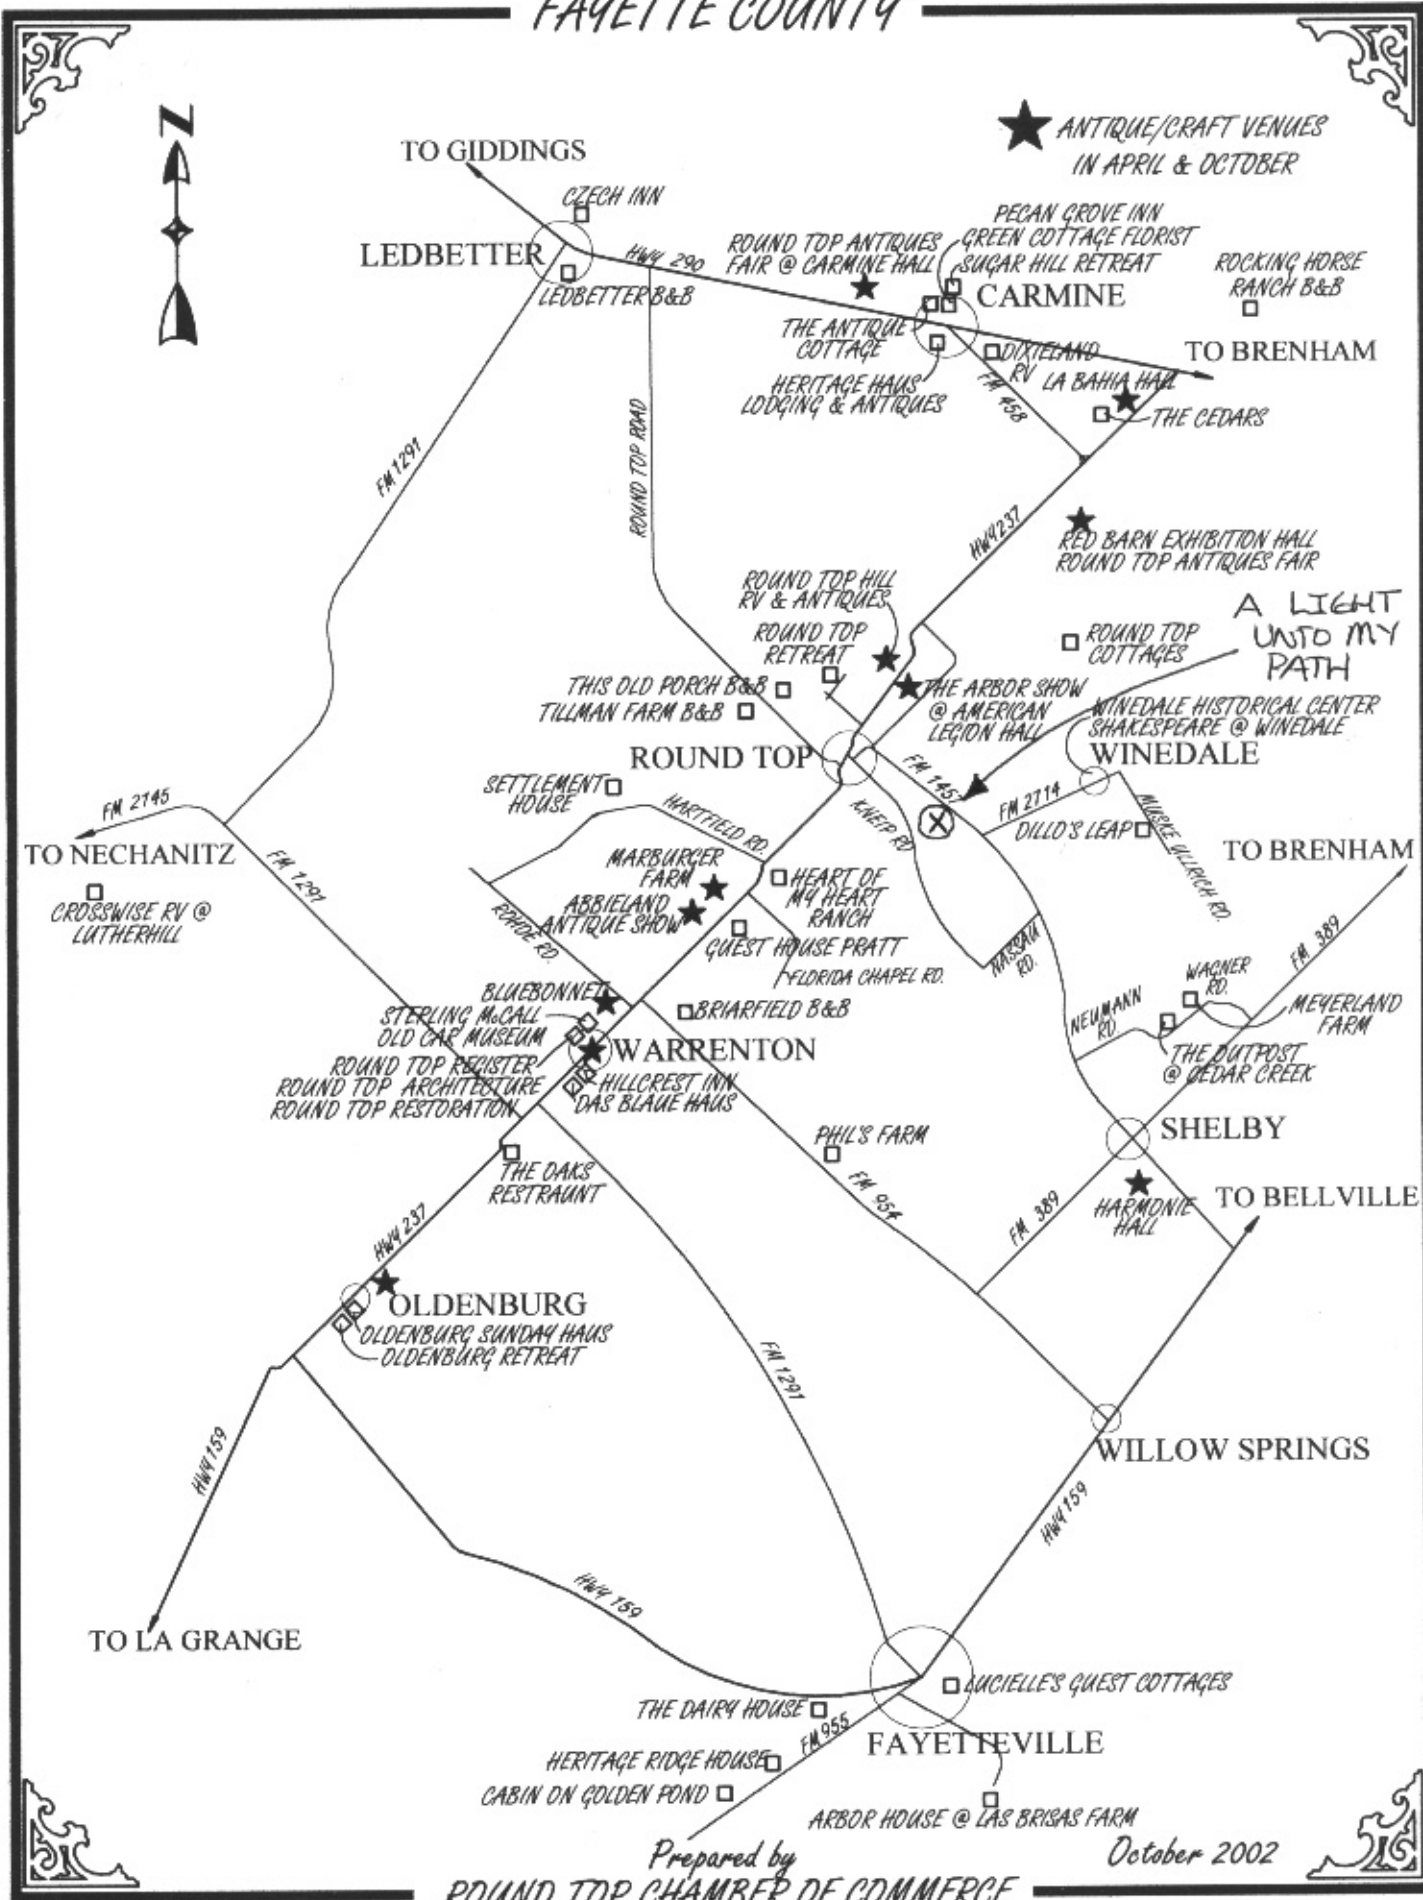 FAYETTE COUNTY
N
ANTIQUE/CRAFT VENUES
IN APRIL & OCTOBER
TO GIDDINGS
CZECH INN
LEDBETTER
HWY 290
LEDBETTER B&B
ROUND TOP ANTIQUES
FAIR @ CARMINE HALL
PECAN GROVE INN
GREEN COTTAGE FLORIST
SUGAR HILL RETREAT
CARMINE
ROCKING HORSE
RANCH B&B
THE ANTIQUE
COTTAGE
HERITAGE HAUS
LODGING & ANTIQUES
DIXIELAND
RV
TO BRENHAM
LA BAHIA HALL
FM 458
THE CEDARS
FM 1291
ROUND TOP ROAD
HWY 237
RED BARN EXHIBITION HALL
ROUND TOP ANTIQUES FAIR
ROUND TOP HILL
RV & ANTIQUES
A LIGHT
UNTO MY
PATH
ROUND TOP
RETREAT
ROUND TOP
COTTAGES
THIS OLD PORCH B&B
TILLMAN FARM B&B
THE ARBOR SHOW
@ AMERICAN
LEGION HALL
WINEDALE HISTORICAL CENTER
SHAKESPEARE @ WINEDALE
WINEDALE
ROUND TOP
FM 1457
FM 2714
SETTLEMENT
HOUSE
HARTFIELD RD.
KNEIP RD
X
DILLO'S LEAP
MUSKE ULLRICH RD.
FM 2145
TO NECHANITZ
CROSSWISE RV @
LUTHERHILL
FM 1291
MARBURGER
FARM
ABBIELAND
ANTIQUE SHOW
HEART OF
MY HEART
RANCH
GUEST HOUSE PRATT
FLORIDA CHAPEL RD.
ROHDE RD.
NASSAU
RD.
TO BRENHAM
FM 389
WAGNER
RD.
NEUMANN
RD
MEYERLAND
FARM
THE OUTPOST
@ CEDAR CREEK
BLUEBONNET
STERLING McCALL
OLD CAR MUSEUM
BRIARFIELD B&B
WARRENTON
ROUND TOP REGISTER
ROUND TOP ARCHITECTURE
ROUND TOP RESTORATION
HILLCREST INN
DAS BLAUE HAUS
SHELBY
PHIL'S FARM
THE OAKS
RESTRAUNT
FM 954
FM 389
HARMONIE
HALL
TO BELLVILLE
HWY 237
OLDENBURG
OLDENBURG SUNDAY HAUS
OLDENBURG RETREAT
FM 1291
HWY 159
WILLOW SPRINGS
HWY 159
HWY 159
TO LA GRANGE
LUCIELLE'S GUEST COTTAGES
THE DAIRY HOUSE
FM 955
FAYETTEVILLE
HERITAGE RIDGE HOUSE
CABIN ON GOLDEN POND
ARBOR HOUSE @ LAS BRISAS FARM
Prepared by
October 2002
ROUND TOP CHAMBER OF COMMERCE